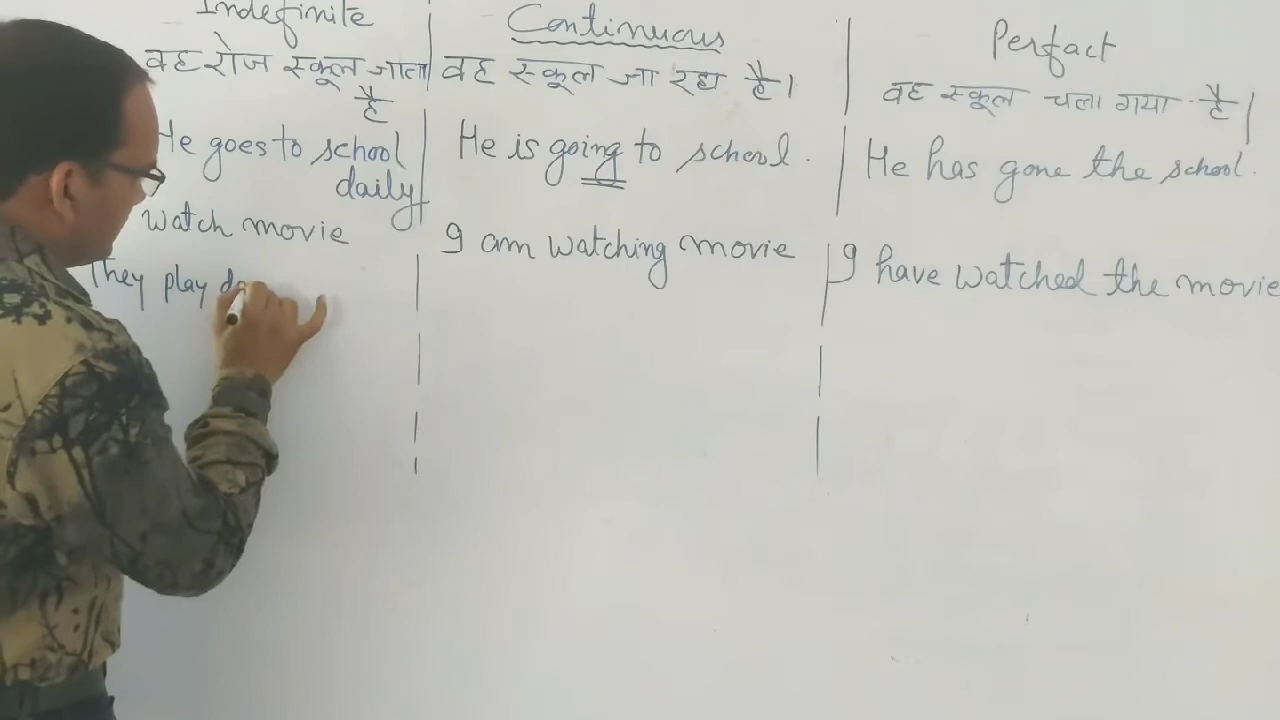 Indefinite
वह रोज स्कूल जाता
है
He goes to school
daily
Watch movie
They play
Continuous
वह स्कूल जा रहा है।
He is going to school.
I am watching movie
Perfact
वह स्कूल चला गया है।
He has gone the school.
I have watched the movie